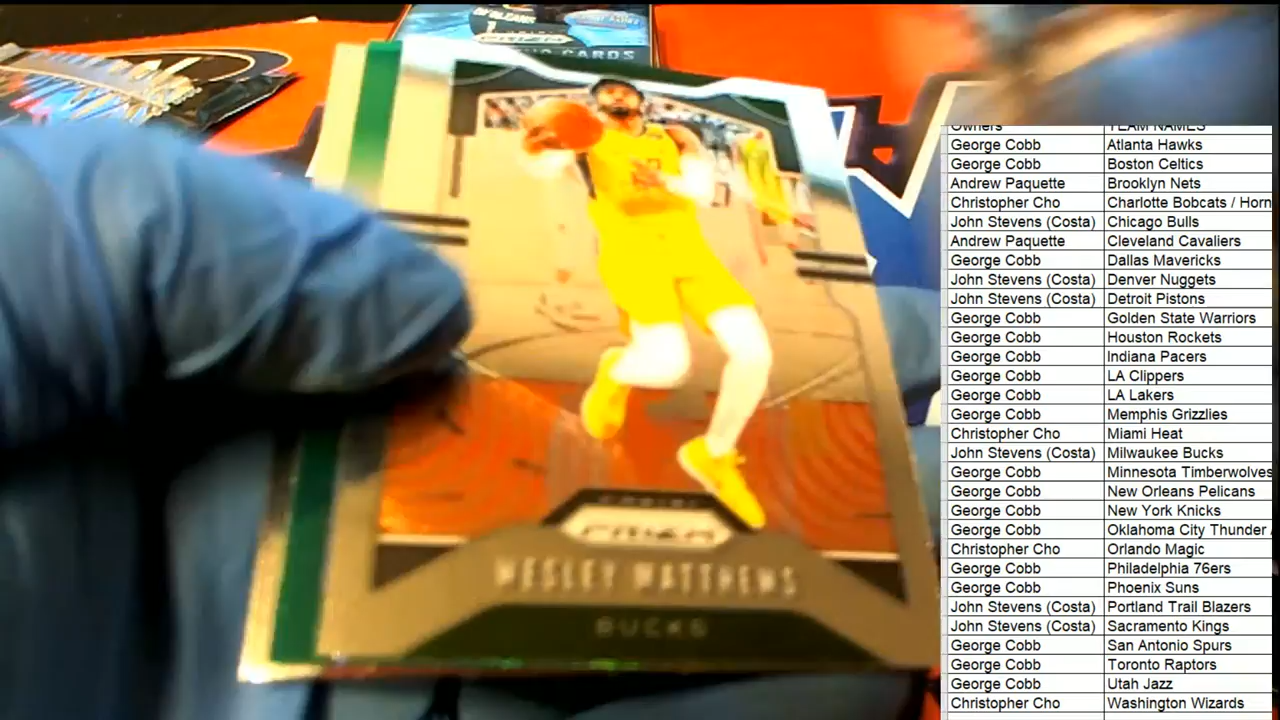 CARDS
PRIZM
WESLEY MATTHEWS
BUCKS
Owners TEAM NAMES
George Cobb Atlanta Hawks
George Cobb Boston Celtics
Andrew Paquette Brooklyn Nets
Christopher Cho Charlotte Bobcats / Horn
John Stevens (Costa) Chicago Bulls
Andrew Paquette Cleveland Cavaliers
George Cobb Dallas Mavericks
John Stevens (Costa) Denver Nuggets
John Stevens (Costa) Detroit Pistons
George Cobb Golden State Warriors
George Cobb Houston Rockets
George Cobb Indiana Pacers
George Cobb LA Clippers
George Cobb LA Lakers
George Cobb Memphis Grizzlies
Christopher Cho Miami Heat
John Stevens (Costa) Milwaukee Bucks
George Cobb Minnesota Timberwolves
George Cobb New Orleans Pelicans
George Cobb New York Knicks
George Cobb Oklahoma City Thunder
Christopher Cho Orlando Magic
George Cobb Philadelphia 76ers
George Cobb Phoenix Suns
John Stevens (Costa) Portland Trail Blazers
John Stevens (Costa) Sacramento Kings
George Cobb San Antonio Spurs
George Cobb Toronto Raptors
George Cobb Utah Jazz
Christopher Cho Washington Wizards